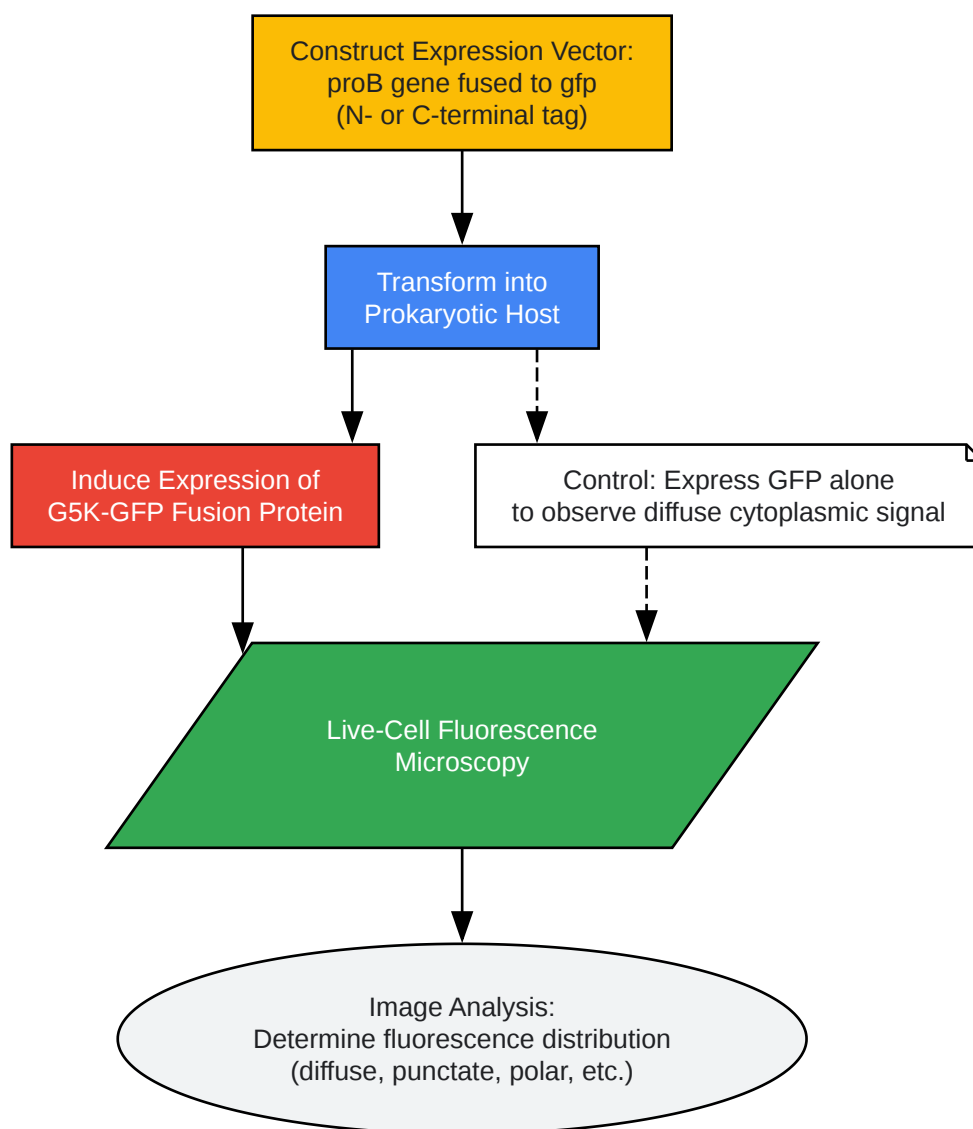 Construct Expression Vector:
proB gene fused to gfp
(N- or C-terminal tag)
Transform into
Prokaryotic Host
Induce Expression of
G5K-GFP Fusion Protein
Control: Express GFP alone
to observe diffuse cytoplasmic signal
Live-Cell Fluorescence
Microscopy
Image Analysis:
Determine fluorescence distribution
(diffuse, punctate, polar, etc.)